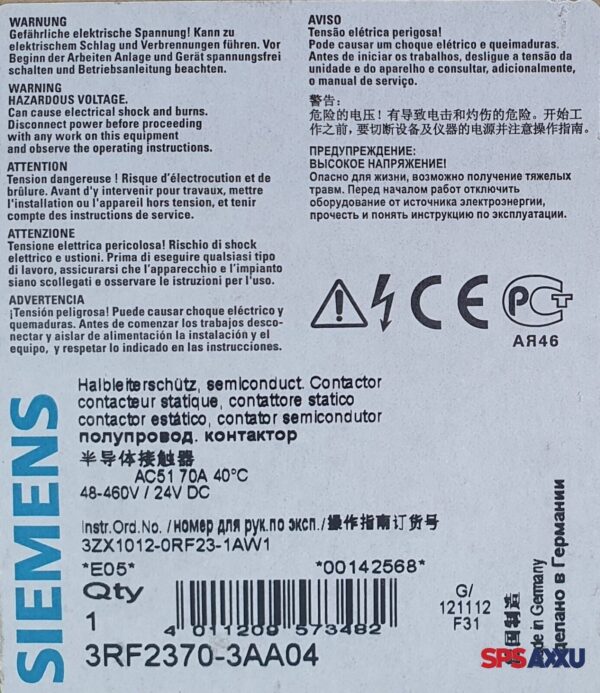 WARNUNG
Gefährliche elektrische Spannung! Kann zu
elektrischem Schlag und Verbrennungen führen. Vor
Beginn der Arbeiten Anlage und Gerät spannungsfrei
schalten und Betriebsanleitung beachten.
WARNING
HAZARDOUS VOLTAGE.
Can cause electrical shock and burns.
Disconnect power before proceeding
with any work on this equipment
and observe the operating instructions.
ATTENTION
Tension dangereuse ! Risque d'électrocution et de
brûlure. Avant d'y intervenir pour travaux, mettre
l'installation ou l'appareil hors tension, et tenir
compte des instructions de service.
ATTENZIONE
Tensione elettrica pericolosa! Rischio di shock
elettrico e ustioni. Prima di eseguire qualsiasi tipo
di lavoro, assicurarsi che l'apparecchio e l'impianto
siano scollegati e osservare le istruzioni per l'uso.
ADVERTENCIA
¡Tensión peligrosa! Puede causar choque eléctrico y
quemaduras. Antes de comenzar los trabajos desco-
nectar y aislar de alimentación la instalación y el
equipo, y respetar lo indicado en las instrucciones.
AVISO
Tensão elétrica perigosa!
Pode causar um choque elétrico e queimaduras.
Antes de iniciar os trabalhos, desligue a tensão da
unidade e do aparelho e consultar, adicionalmente,
o manual de serviço.
警告:
危险的电压! 有导致电击和灼伤的危险。开始工
作之前,要切断设备及仪器的电源并注意操作指南.
ПРЕДУПРЕЖДЕНИЕ:
ВЫСОКОЕ НАПРЯЖЕНИЕ!
Опасно для жизни, возможно получение тяжелых
травм. Перед началом работ отключить
оборудование от источника электроэнергии,
прочесть и понять инструкцию по эксплуатации.
CE
РСТ
АЯ46
SIEMENS
Halbleiterschütz, semiconduct. Contactor
contacteur statique, contattore statico
contactor estático, contator semicondutor
полупровод. контактор
半导体接触器
AC51 70A 40°C
48-460V / 24V DC
Instr.Ord.No. /номер для рук.по эксп./操作指南订货号
3ZX1012-0RF23-1AW1
*E05* *00142568*
Qty
1
4 011209 573482
G/
121112
F31
3RF2370-3AA04
国制造
de in Germany
делано в Германии
SPS AXXU